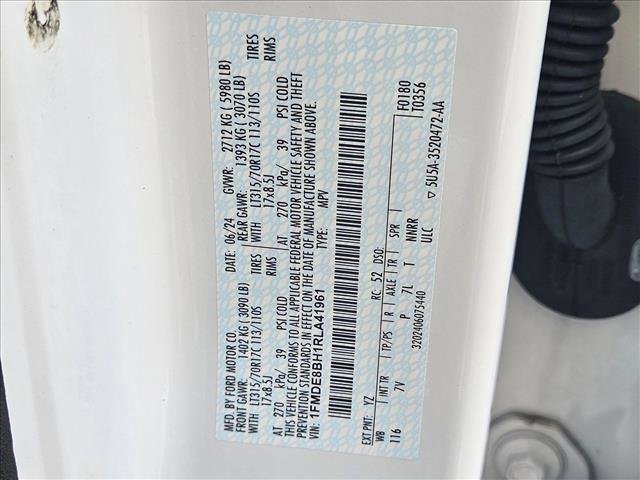 MFD. BY FORD MOTOR CO. DATE: 06/24 GVWR: 2712 KG ( 5980 LB)
FRONT GAWR: 1402 KG ( 3090 LB) REAR GAWR: 1393 KG ( 3070 LB)
LT315/70R17C 113/110S TIRES WITH LT315/70R17C 113/110S TIRES
17x8.5J RIMS 17x8.5J RIMS
AT 270 kPa/ 39 PSI COLD AT 270 kPa/ 39 PSI COLD
THIS VEHICLE CONFORMS TO ALL APPLICABLE FEDERAL MOTOR VEHICLE SAFETY AND THEFT
PREVENTION STANDARDS IN EFFECT ON THE DATE OF MANUFACTURE SHOWN ABOVE.
VIN: 1FMDE8BH1RLA41961 TYPE: MPV
EXT PNT: YZ RC: 52 DSO: F0180
WB INT TR TP/PS R AXLE TR SPR T0356
116 7V P 7L T NNRR
3202406075440 ULC ▽ 5U5A-3520472-AA